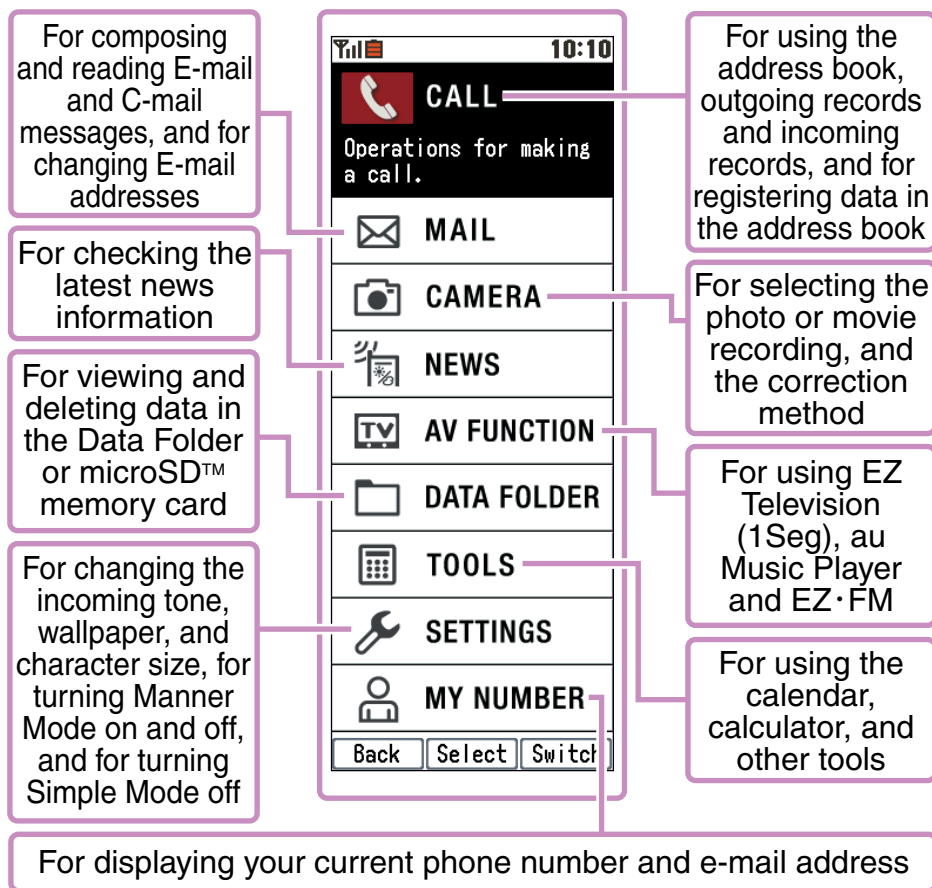 For composing
and reading E-mail
and C-mail
messages, and for
changing E-mail
addresses
For checking the
latest news
information
For viewing and
deleting data in
the Data Folder
or microSD™
memory card
For changing the
incoming tone,
wallpaper, and
character size, for
turning Manner
Mode on and off,
and for turning
Simple Mode off
10:10
CALL
Operations for making
a call.
MAIL
CAMERA
NEWS
TV
AV FUNCTION
DATA FOLDER
TOOLS
SETTINGS
MY NUMBER
Back Select Switch
For using the
address book,
outgoing records
and incoming
records, and for
registering data in
the address book
For selecting the
photo or movie
recording, and
the correction
method
For using EZ
Television
(1Seg), au
Music Player
and EZ・FM
For using the
calendar,
calculator, and
other tools
For displaying your current phone number and e-mail address